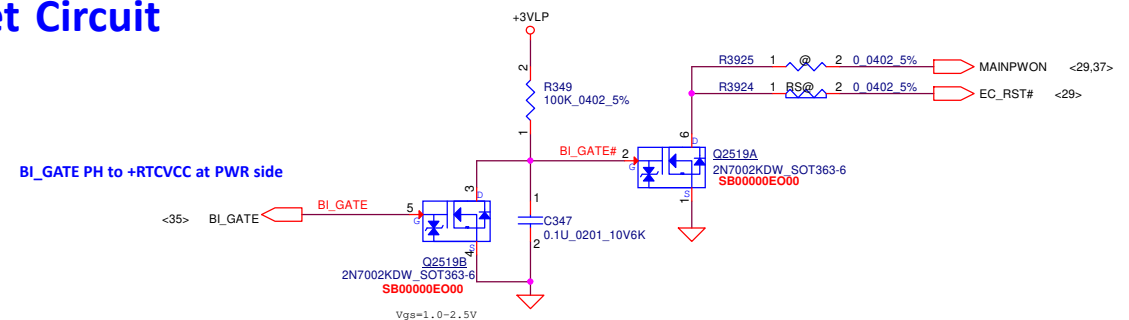 et Circuit
+3VLP
R3925 1 @ 2 0_0402_5% MAINPWON <29,37>
R3924 1 RS@ 2 0_0402_5% EC_RST# <29>
2
R349
100K_0402_5%
1
BI_GATE# 2
G
6
D
Q2519A
2N7002KDW_SOT363-6
SB00000EO00
S
1
BI_GATE PH to +RTCVCC at PWR side
<35> BI_GATE BI_GATE 5
G
3
D
S
4
Q2519B
2N7002KDW_SOT363-6
SB00000EO00
Vgs=1.0-2.5V
1
C347
0.1U_0201_10V6K
2